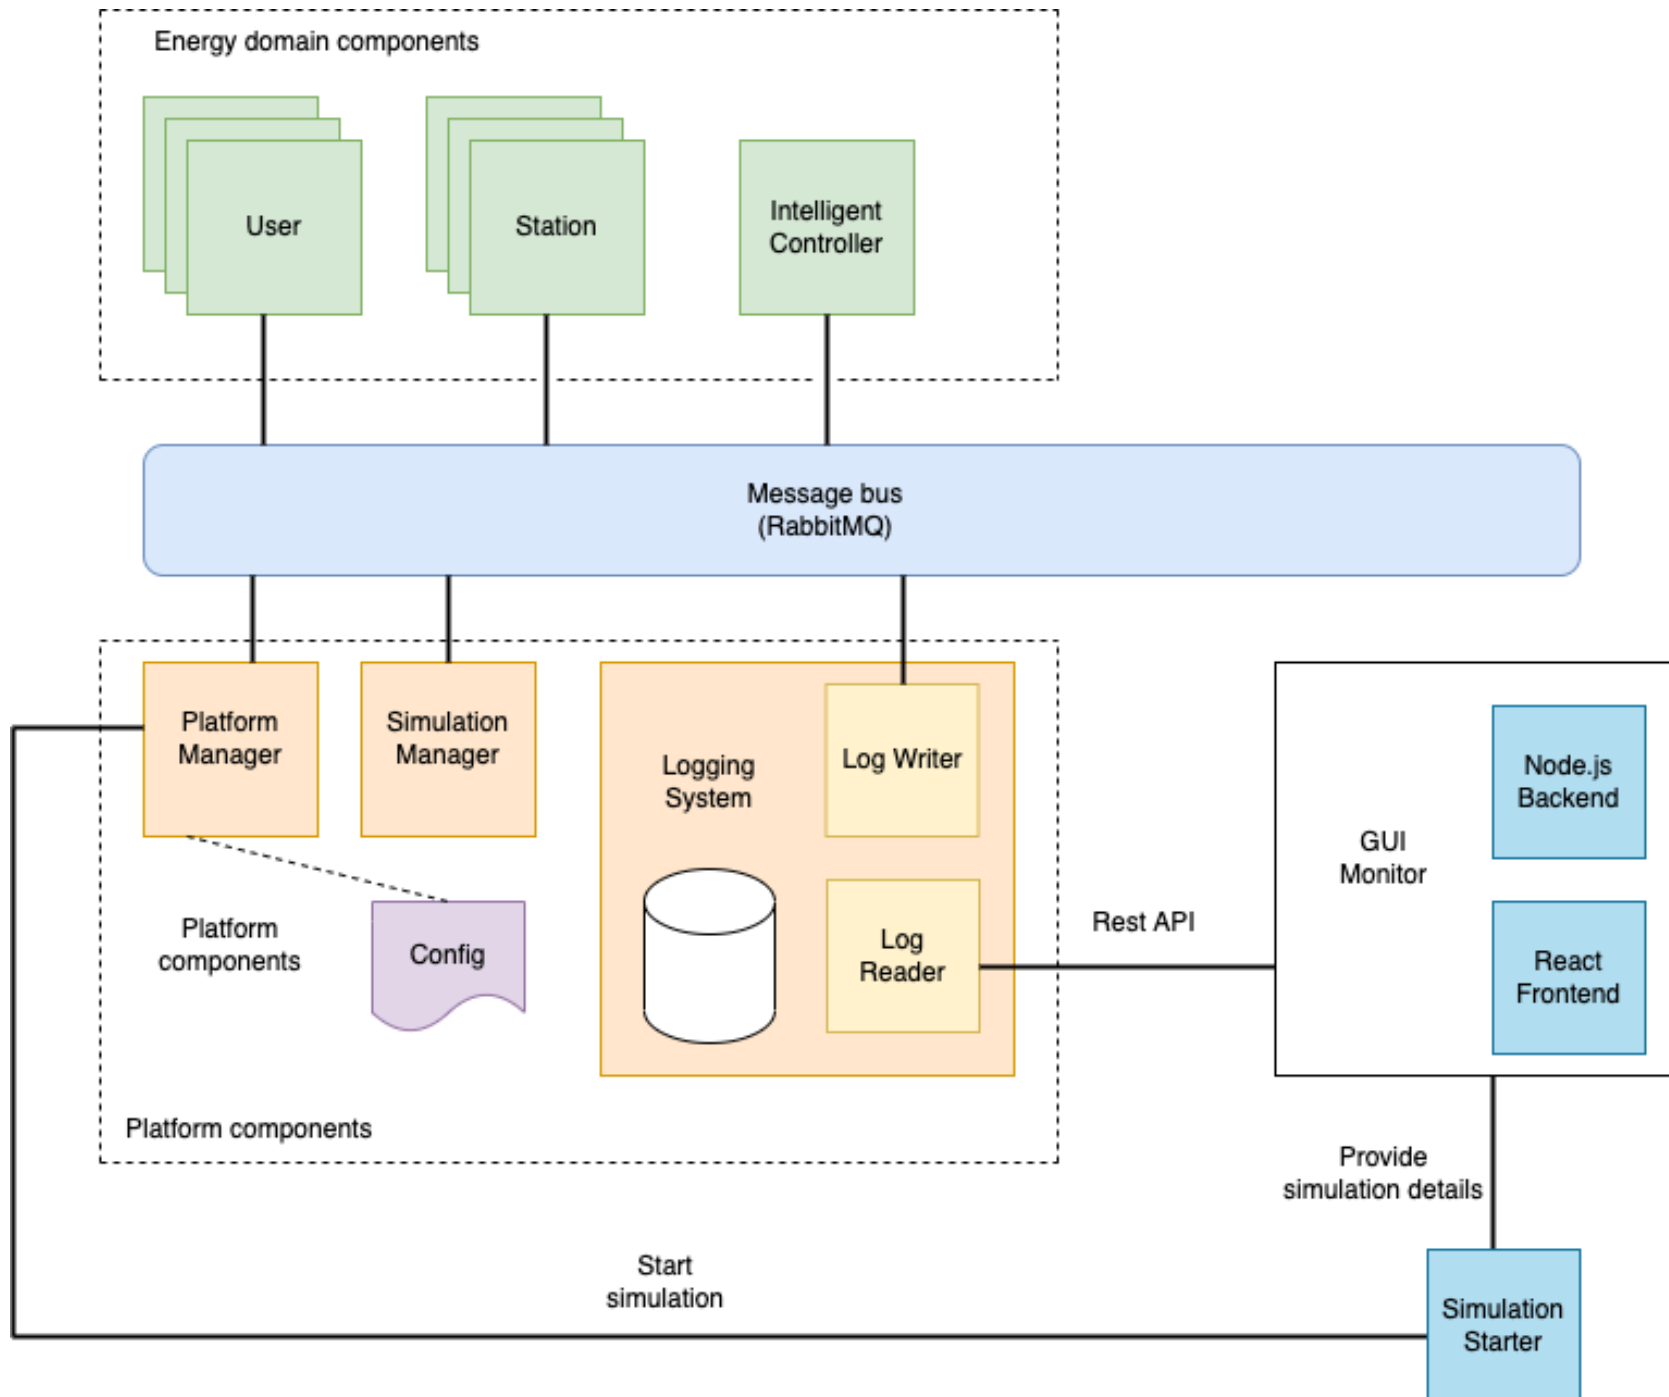 Energy domain components
User
Station
Intelligent
Controller
Message bus
(RabbitMQ)
Platform
Manager
Simulation
Manager
Logging
System
Log Writer
Node.js
Backend
GUI
Monitor
Platform
components
Config
Log
Reader
Rest API
React
Frontend
Platform components
Provide
simulation details
Start
simulation
Simulation
Starter